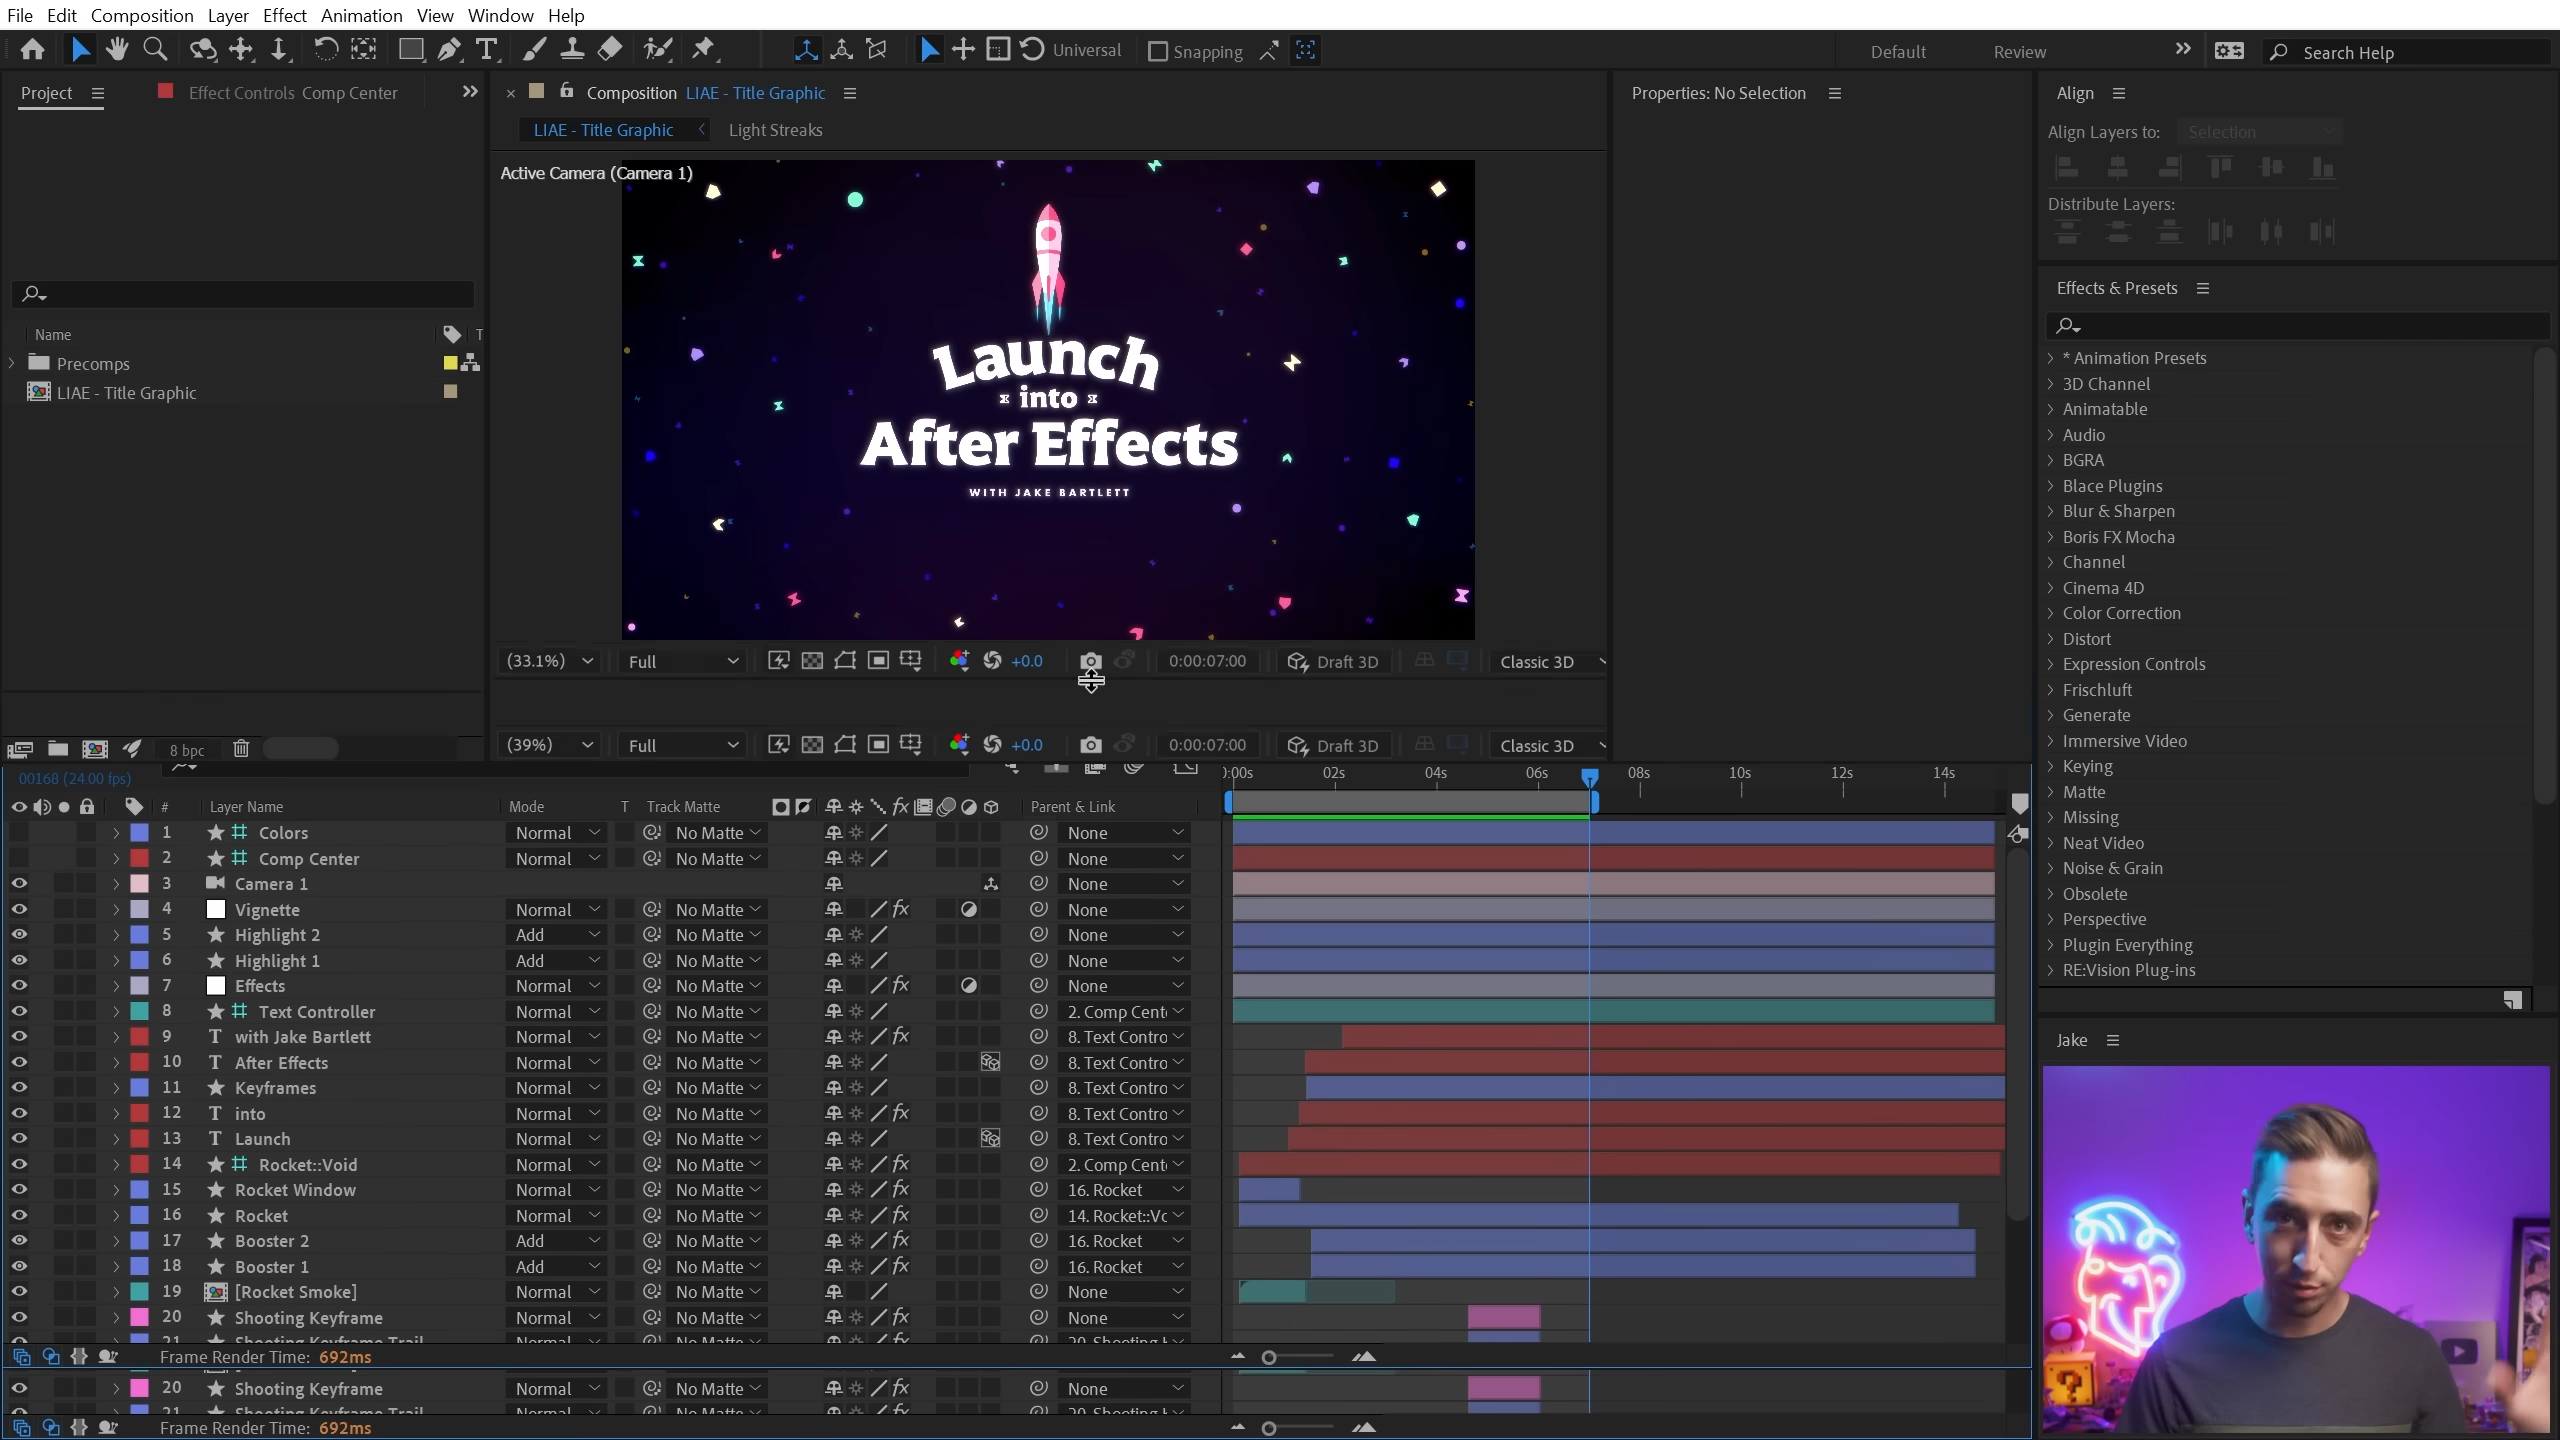 File Edit Composition Layer Effect Animation View Window Help
Universal Snapping Default Review Search Help
Project Effect Controls Comp Center
Composition LIAE - Title Graphic
Properties: No Selection
Align
LIAE - Title Graphic Light Streaks
Align Layers to: Selection
Distribute Layers:
Active Camera (Camera 1)
Launch
into
After Effects
WITH JAKE BARTLETT
Name
Precomps
LIAE - Title Graphic
Effects & Presets
* Animation Presets
3D Channel
Animatable
Audio
BGRA
Blace Plugins
Blur & Sharpen
Boris FX Mocha
Channel
Cinema 4D
Color Correction
Distort
Expression Controls
Frischluft
Generate
Immersive Video
Keying
Matte
Missing
Neat Video
Noise & Grain
Obsolete
Perspective
Plugin Everything
RE:Vision Plug-ins
(33.1%) Full +0.0 0:00:07:00 Draft 3D Classic 3D
8 bpc
(39%) Full +0.0 0:00:07:00 Draft 3D Classic 3D
00168 (24.00 fps)
:00s 02s 04s 06s 08s 10s 12s 14s
# Layer Name Mode T Track Matte fx Parent & Link
1 Colors Normal No Matte None
2 Comp Center Normal No Matte None
3 Camera 1 None
4 Vignette Normal No Matte fx None
5 Highlight 2 Add No Matte None
6 Highlight 1 Add No Matte None
7 Effects Normal No Matte fx None
8 Text Controller Normal No Matte 2. Comp Cent
9 T with Jake Bartlett Normal No Matte fx 8. Text Contro
10 T After Effects Normal No Matte 8. Text Contro
11 Keyframes Normal No Matte 8. Text Contro
12 T into Normal No Matte fx 8. Text Contro
13 T Launch Normal No Matte 8. Text Contro
14 Rocket::Void Normal No Matte fx 2. Comp Cent
15 Rocket Window Normal No Matte fx 16. Rocket
16 Rocket Normal No Matte fx 14. Rocket::Vo
17 Booster 2 Add No Matte fx 16. Rocket
18 Booster 1 Add No Matte fx 16. Rocket
19 [Rocket Smoke] Normal No Matte None
20 Shooting Keyframe Normal No Matte fx None
21 Shooting Keyframe Trail
Frame Render Time: 692ms
20 Shooting Keyframe Normal No Matte fx None
21 Shooting Keyframe Trail
Frame Render Time: 692ms
Jake